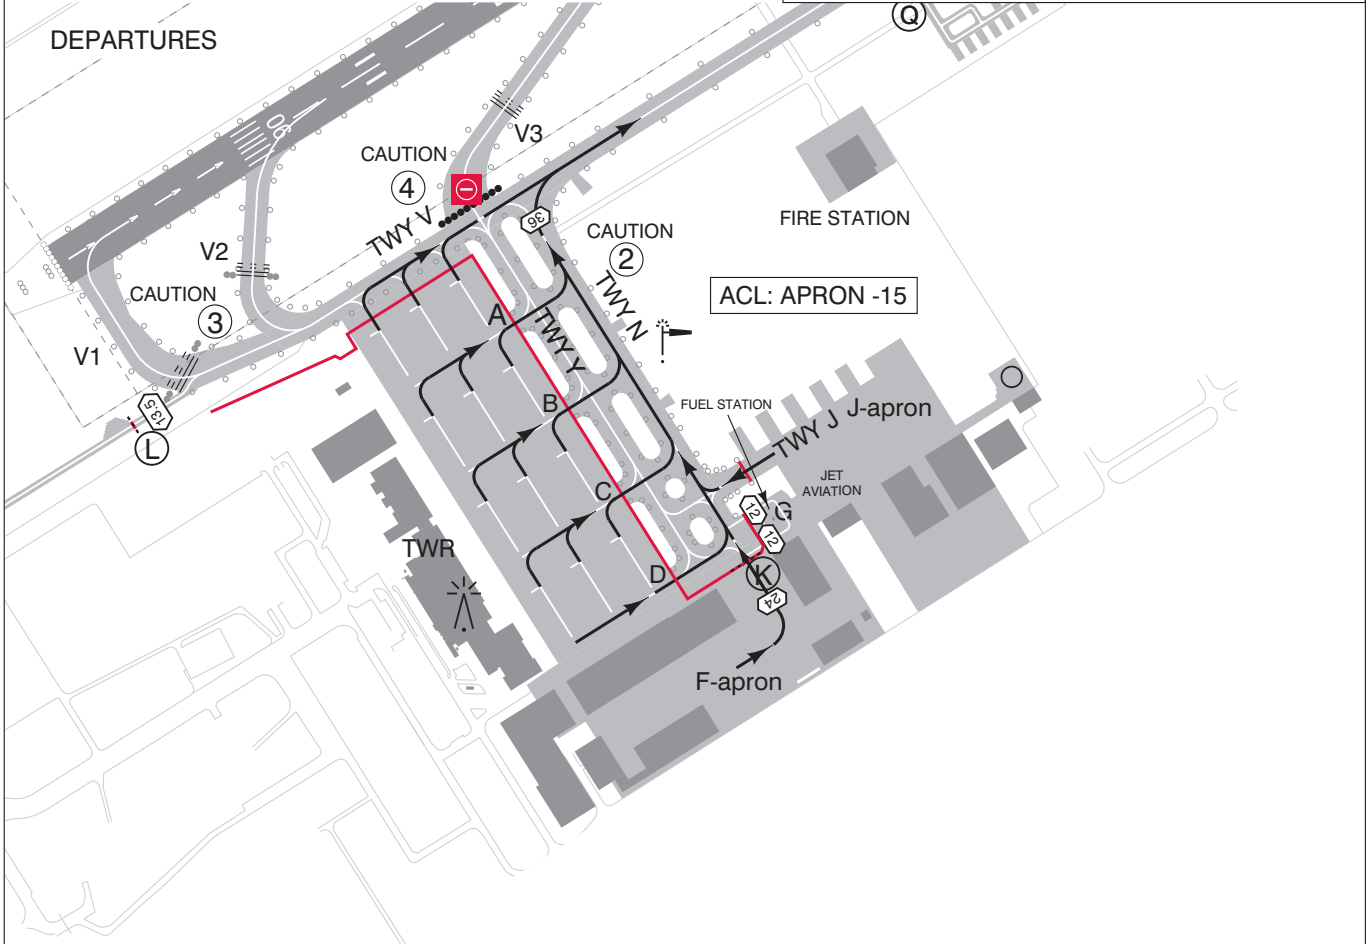 DEPARTURES
Q
06
V3
CAUTION
4
TWY V
36
CAUTION
2
FIRE STATION
V2
CAUTION
3
V1
13.5
L
A
TWY Y
TWY N
ACL: APRON -15
B
FUEL STATION
TWY J
J-apron
C
JET
AVIATION
12
G
12
TWR
D
K
24
F-apron